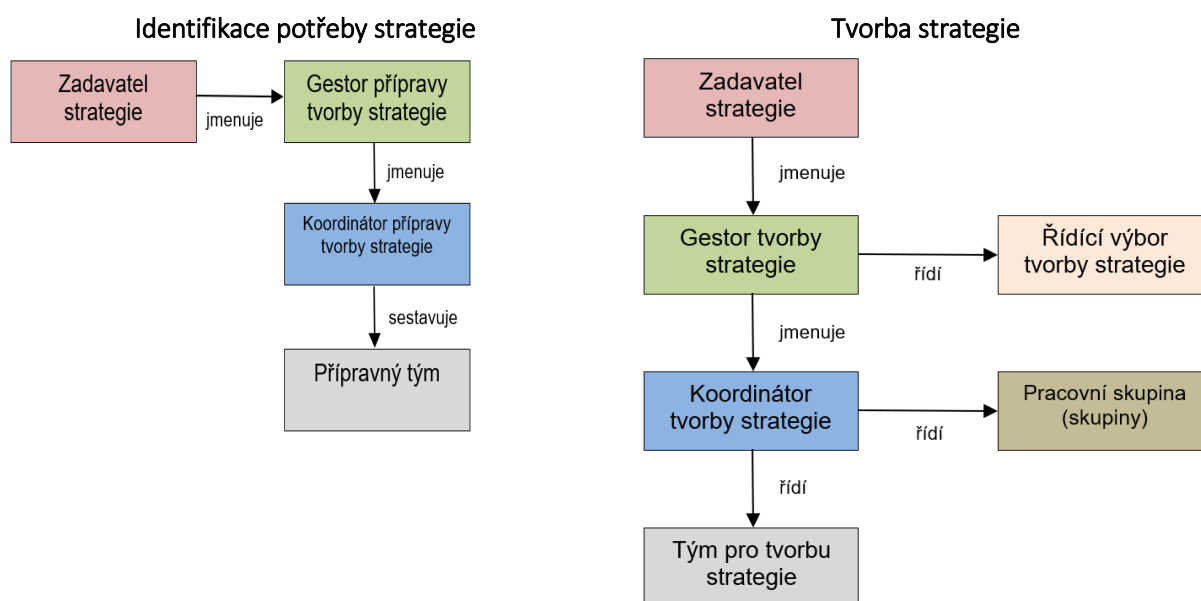 Identifikace potřeby strategie
Zadavatel
strategie
jmenuje
Gestor přípravy
tvorby strategie
jmenuje
Koordinátor přípravy
tvorby strategie
sestavuje
Přípravný tým
Tvorba strategie
Zadavatel
strategie
jmenuje
Gestor tvorby
strategie
řídí
Řídící výbor
tvorby strategie
jmenuje
Koordinátor
tvorby strategie
řídí
Pracovní skupina
(skupiny)
řídí
Tým pro tvorbu
strategie